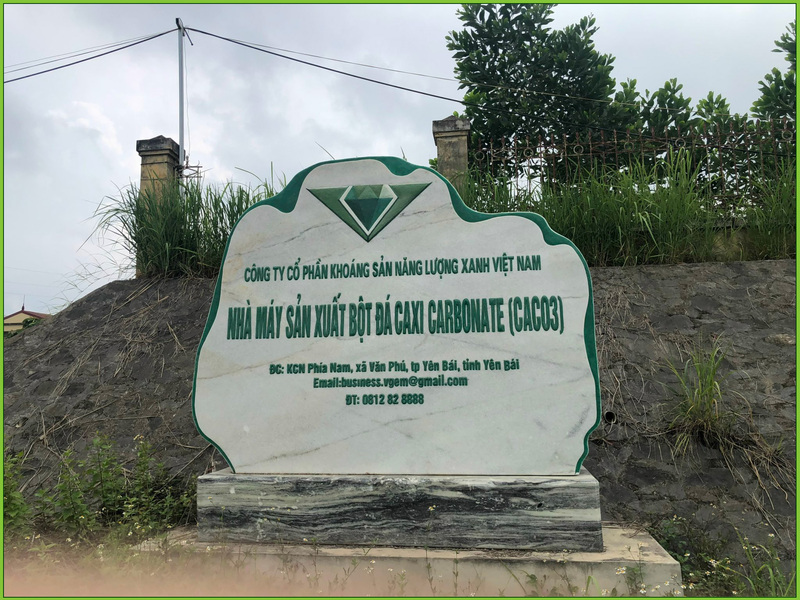 CÔNG TY CỔ PHẦN KHOÁNG SẢN NĂNG LƯỢNG XANH VIỆT NAM
NHÀ MÁY SẢN XUẤT BỘT ĐÁ CAXI CARBONATE (CACO3)
ĐC: KCN Phía Nam, xã Văn Phú, tp Yên Bái, tỉnh Yên Bái
Email:business.vgem@gmail.com
ĐT: 0812 82 8888